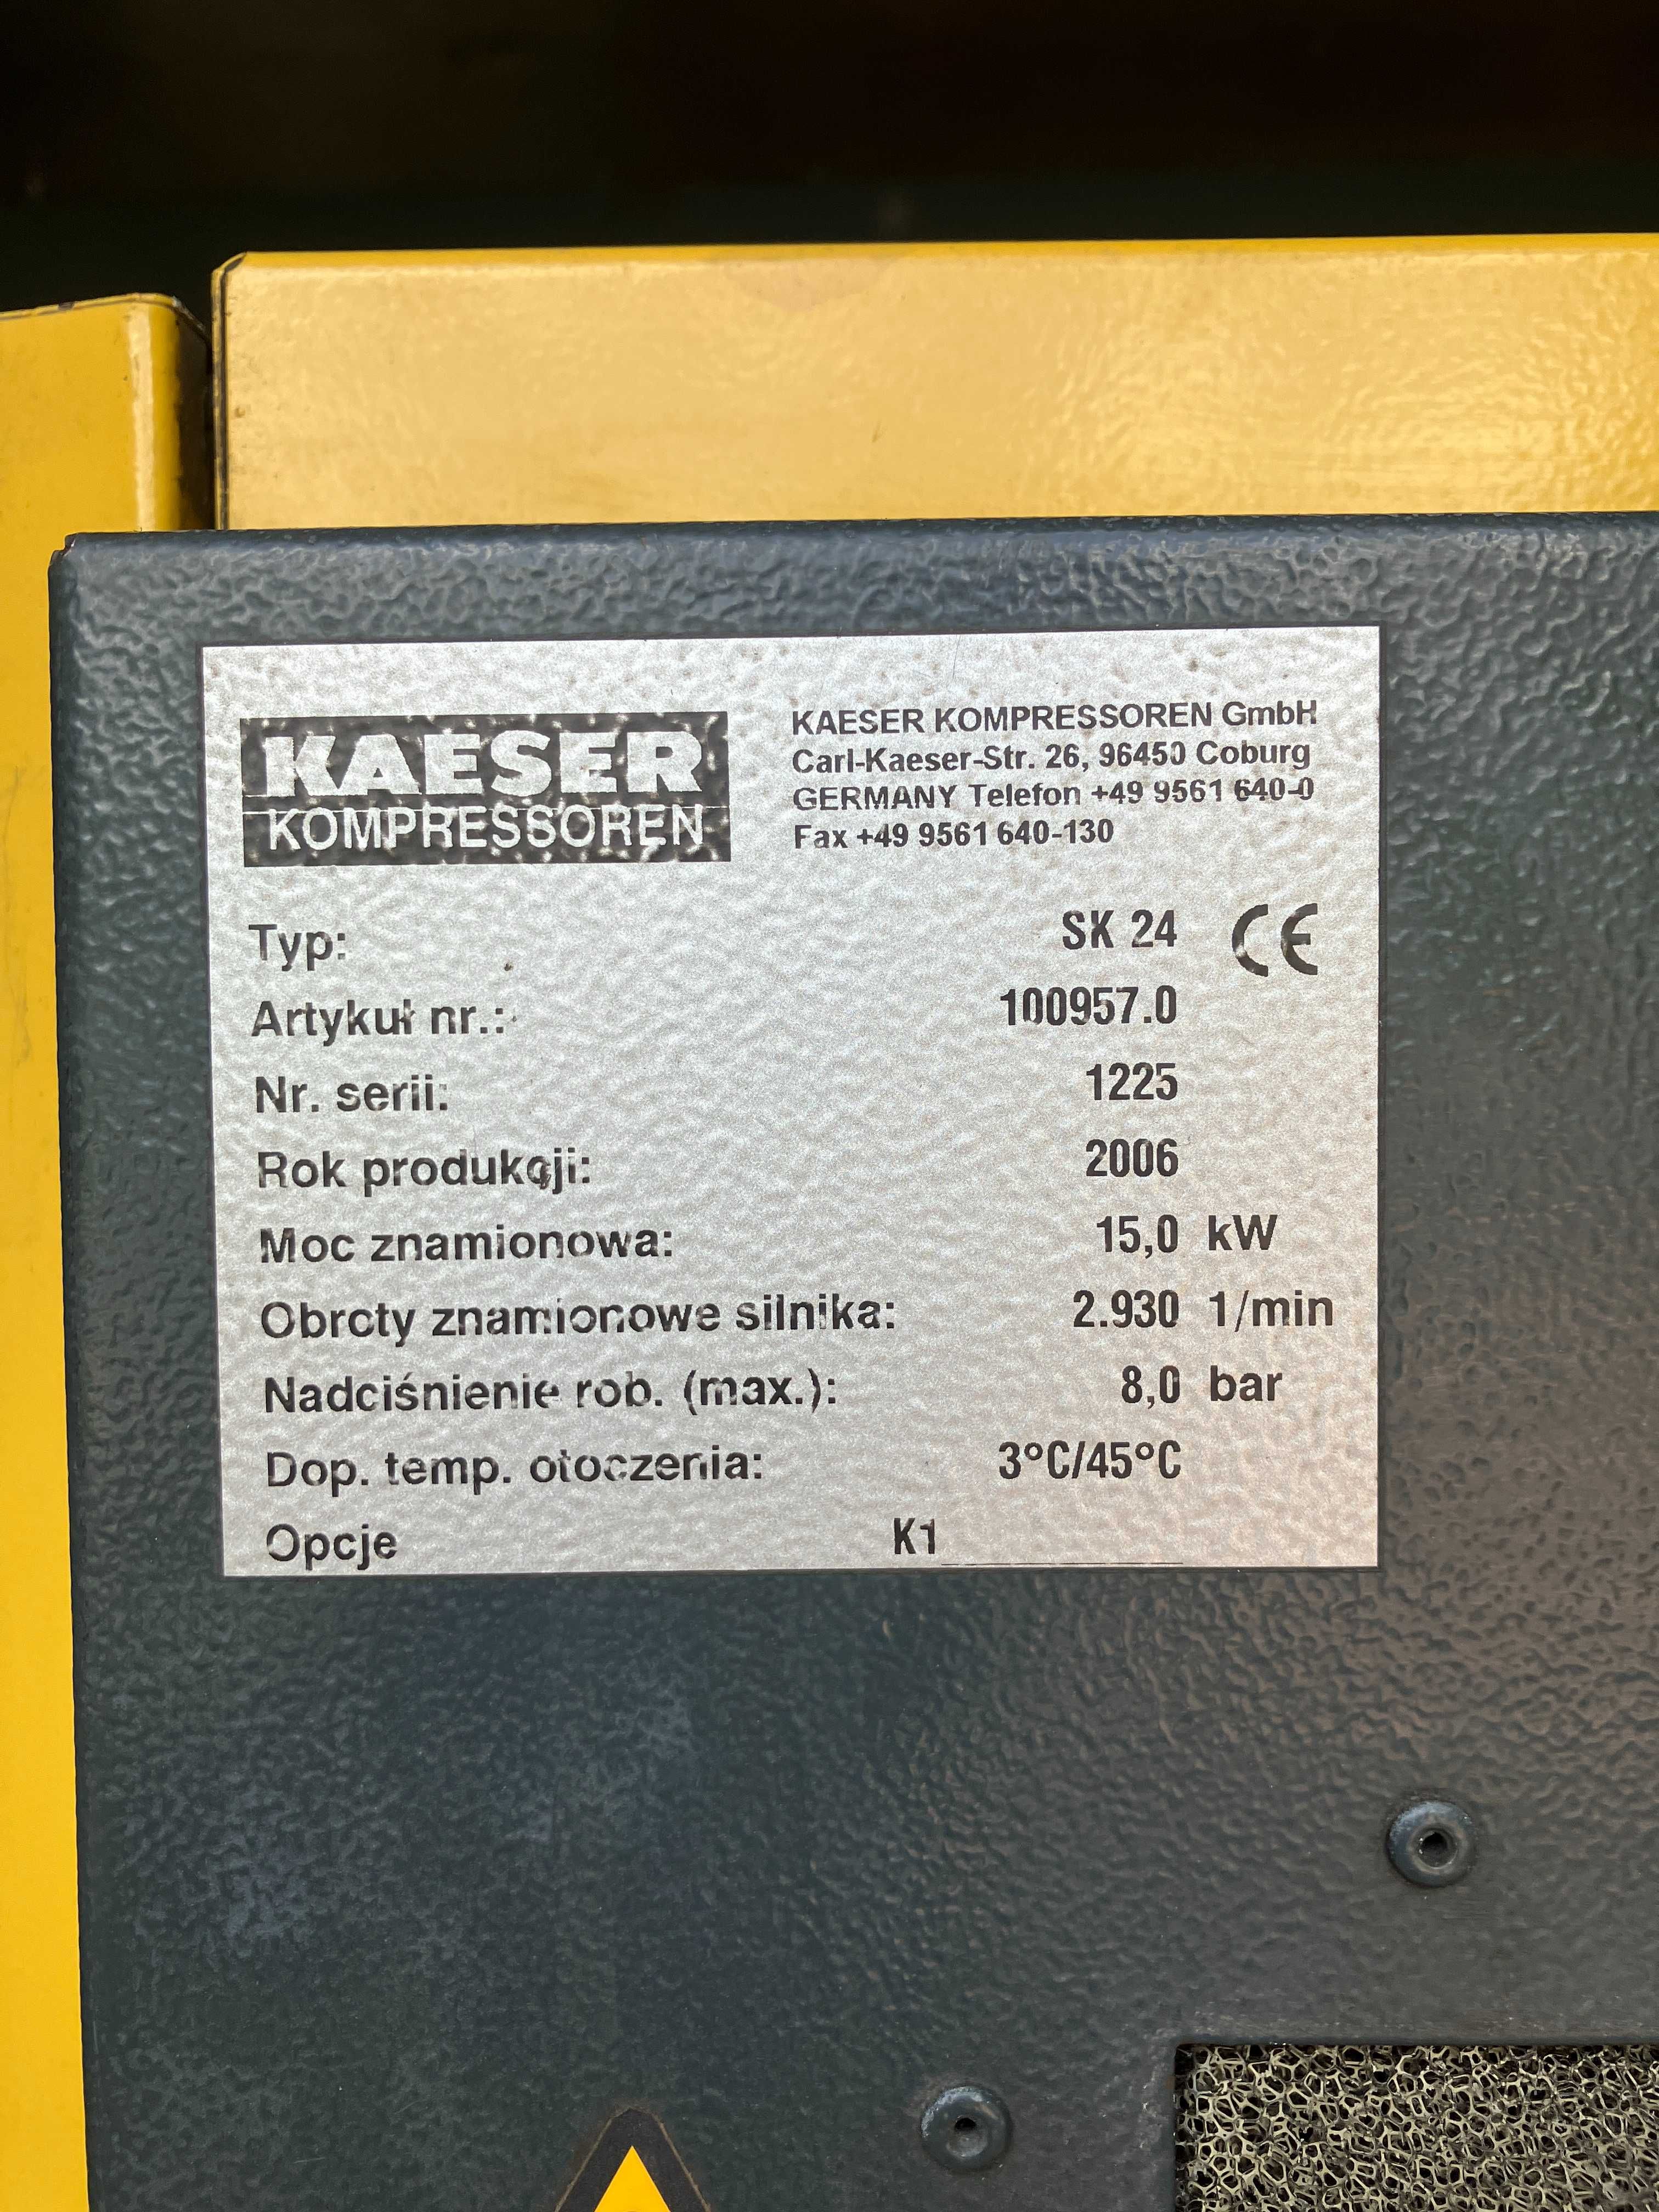 KAESER
KOMPRESSOREN
KAESER KOMPRESSOREN GmbH
Carl-Kaeser-Str. 26, 96450 Coburg
GERMANY Telefon +49 9561 640-0
Fax +49 9561 640-130
Typ: SK 24 CE
Artykuł nr.: 100957.0
Nr. serii: 1225
Rok produkcji: 2006
Moc znamionowa: 15,0 kW
Obroty znamionowe silnika: 2.930 1/min
Nadciśnienie rob. (max.): 8,0 bar
Dop. temp. otoczenia: 3°C/45°C
Opcje K1